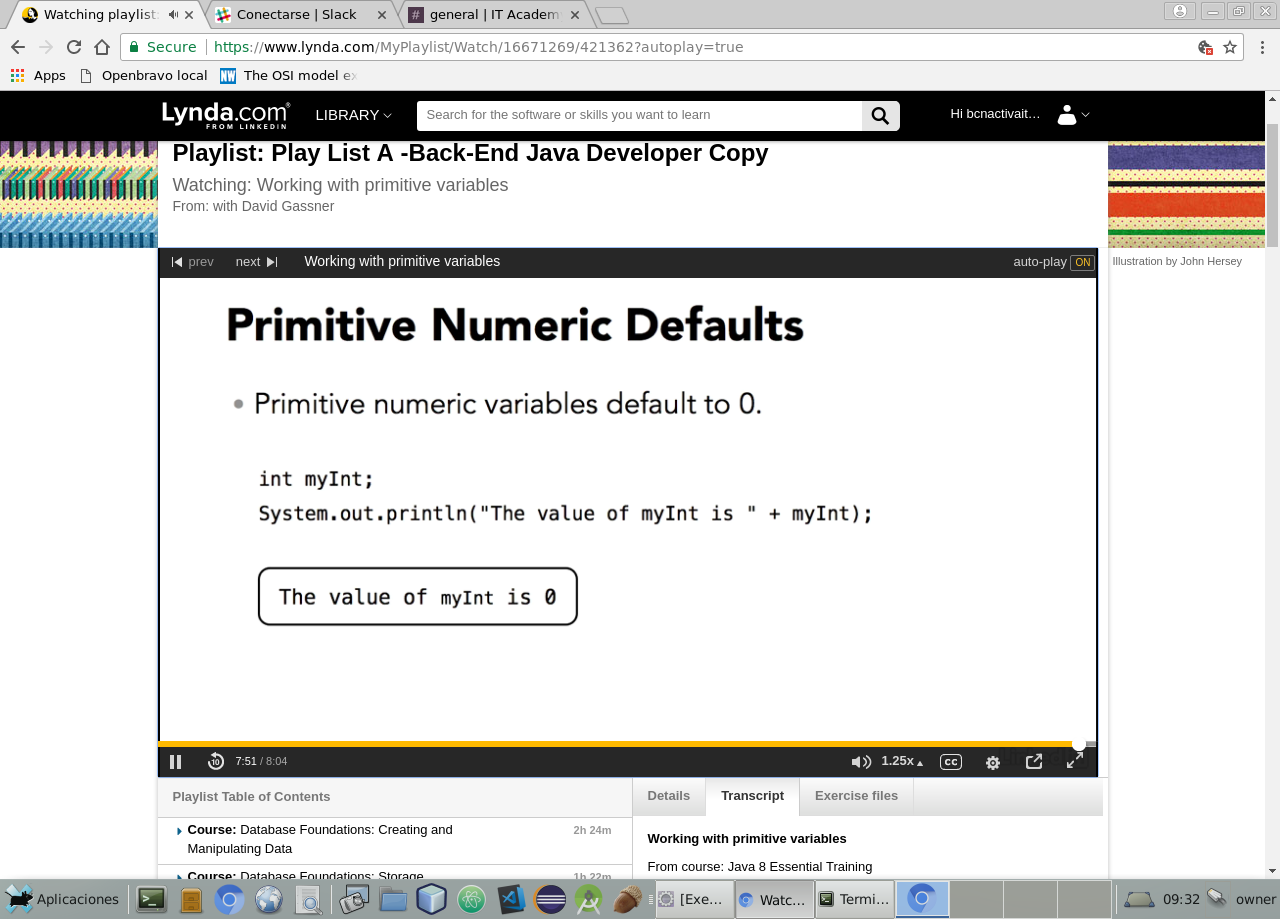 Watching playlist:
Conectarse | Slack
general | IT Academ
Secure
https://www.lynda.com/MyPlaylist/Watch/16671269/421362?autoplay=true
Apps
Openbravo local
NW
The OSI model ex
Lynda.com®
FROM LINKEDIN
LIBRARY
Search for the software or skills you want to learn
Hi bcnactivait…
Playlist: Play List A -Back-End Java Developer Copy
Watching: Working with primitive variables
From: with David Gassner
prev
next
Working with primitive variables
auto-play ON
Illustration by John Hersey
Primitive Numeric Defaults
• Primitive numeric variables default to 0.
int myInt;
System.out.println("The value of myInt is " + myInt);
The value of myInt is 0
10
7:51 / 8:04
1.25x
CC
Playlist Table of Contents
Details
Transcript
Exercise files
Course: Database Foundations: Creating and
Manipulating Data
2h 24m
Working with primitive variables
From course: Java 8 Essential Training
Course: Database Foundations: Storage
1h 22m
Aplicaciones
[Exe...
Watc...
Termi...
09:32
owner